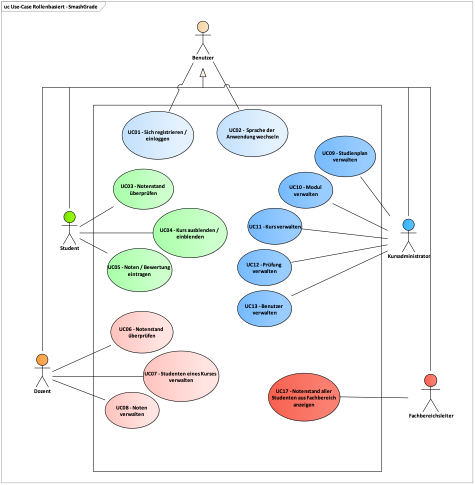 uc Use-Case Rollenbasiert - SmashGrade
Benutzer
UC01 - Sich registrieren /
einloggen
UC02 - Sprache der
Anwendung wechseln
UC09 - Studienplan
verwalten
UC03 - Notenstand
überprüfen
UC10 - Modul
verwalten
UC04 - Kurs ausblenden /
einblenden
UC11 - Kurs verwalten
Student
Kursadministrator
UC05 - Noten / Bewertung
eintragen
UC12 - Prüfung
verwalten
UC13 - Benutzer
verwalten
UC06 - Notenstand
überprüfen
UC07 - Studenten eines Kurses
verwalten
Dozent
UC08 - Noten
verwalten
UC17 - Notenstand aller
Studenten aus Fachbereich
anzeigen
Fachbereichsleiter